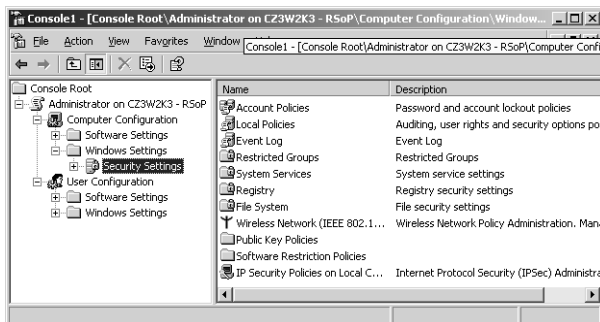 Console1 - [Console Root\Administrator on CZ3W2K3 - RSoP\Computer Configuration\Window...
File Action View Favorites Window
Console1 - [Console Root\Administrator on CZ3W2K3 - RSoP\Computer Confi
Console Root
Administrator on CZ3W2K3 - RSoP
Computer Configuration
Software Settings
Windows Settings
Security Settings
User Configuration
Software Settings
Windows Settings
Name Description
Account Policies Password and account lockout policies
Local Policies Auditing, user rights and security options po
Event Log Event Log
Restricted Groups Restricted Groups
System Services System service settings
Registry Registry security settings
File System File security settings
Wireless Network (IEEE 802.1... Wireless Network Policy Administration. Man
Public Key Policies
Software Restriction Policies
IP Security Policies on Local C... Internet Protocol Security (IPSec) Administra